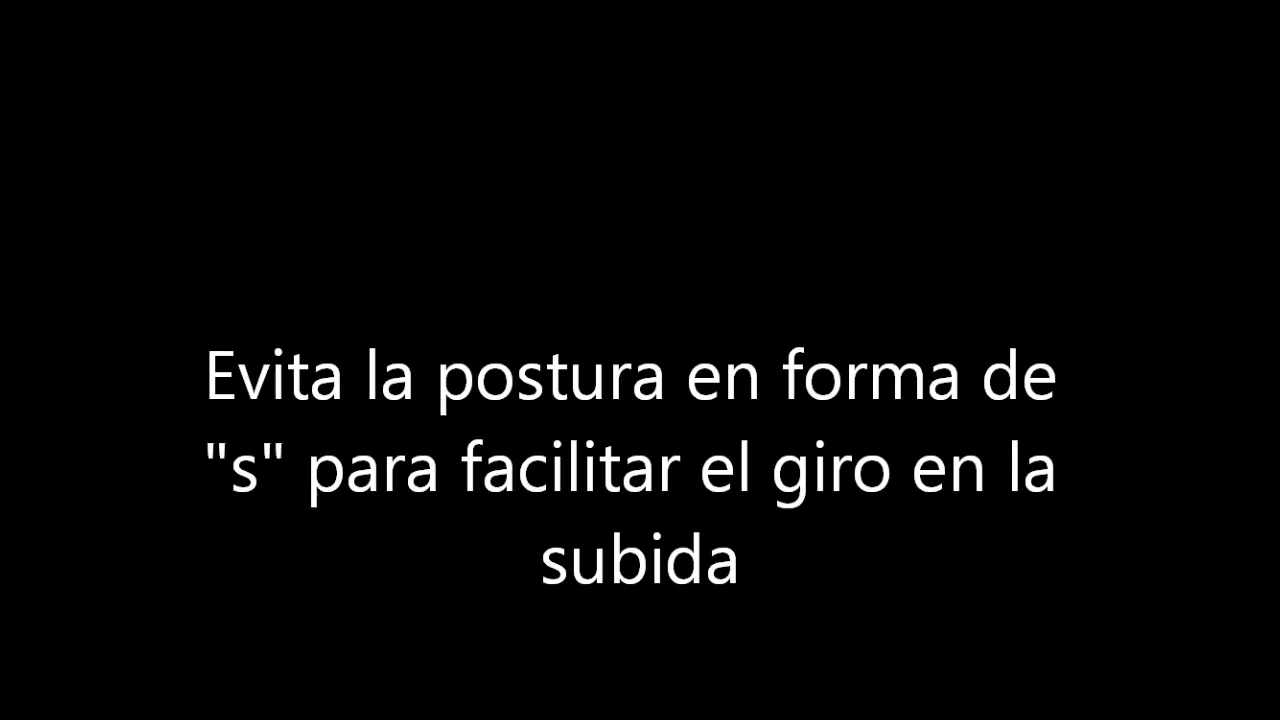 Evita la postura en forma de
"s" para facilitar el giro en la
subida